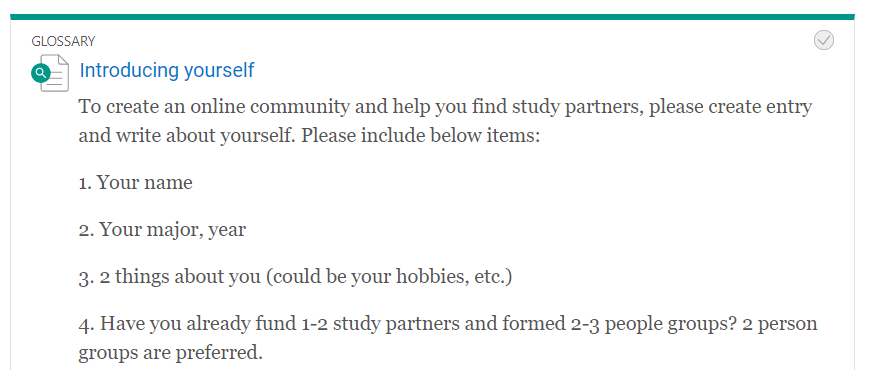 GLOSSARY
Introducing yourself
To create an online community and help you find study partners, please create entry
and write about yourself. Please include below items:
1. Your name
2. Your major, year
3. 2 things about you (could be your hobbies, etc.)
4. Have you already fund 1-2 study partners and formed 2-3 people groups? 2 person
groups are preferred.